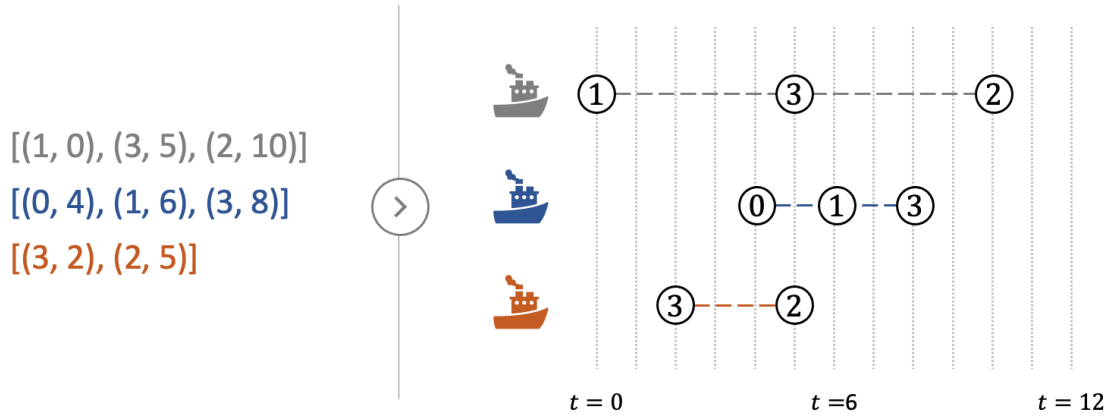 [(1, 0), (3, 5), (2, 10)]
[(0, 4), (1, 6), (3, 8)]
[(3, 2), (2, 5)]
1 3 2
0 1 3
3 2
t = 0 t =6 t = 12